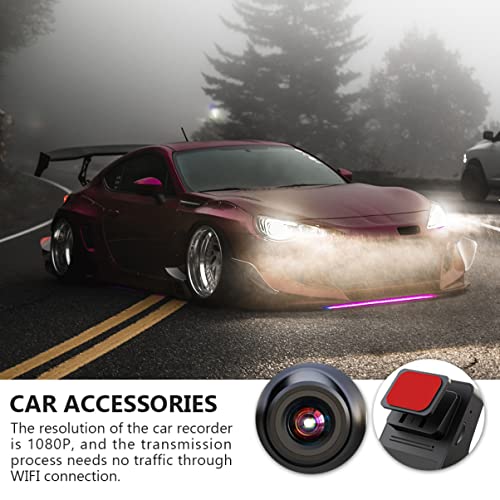 CAR ACCESSORIES
The resolution of the car recorder
is 1080P, and the transmission
process needs no traffic through
WIFI connection.